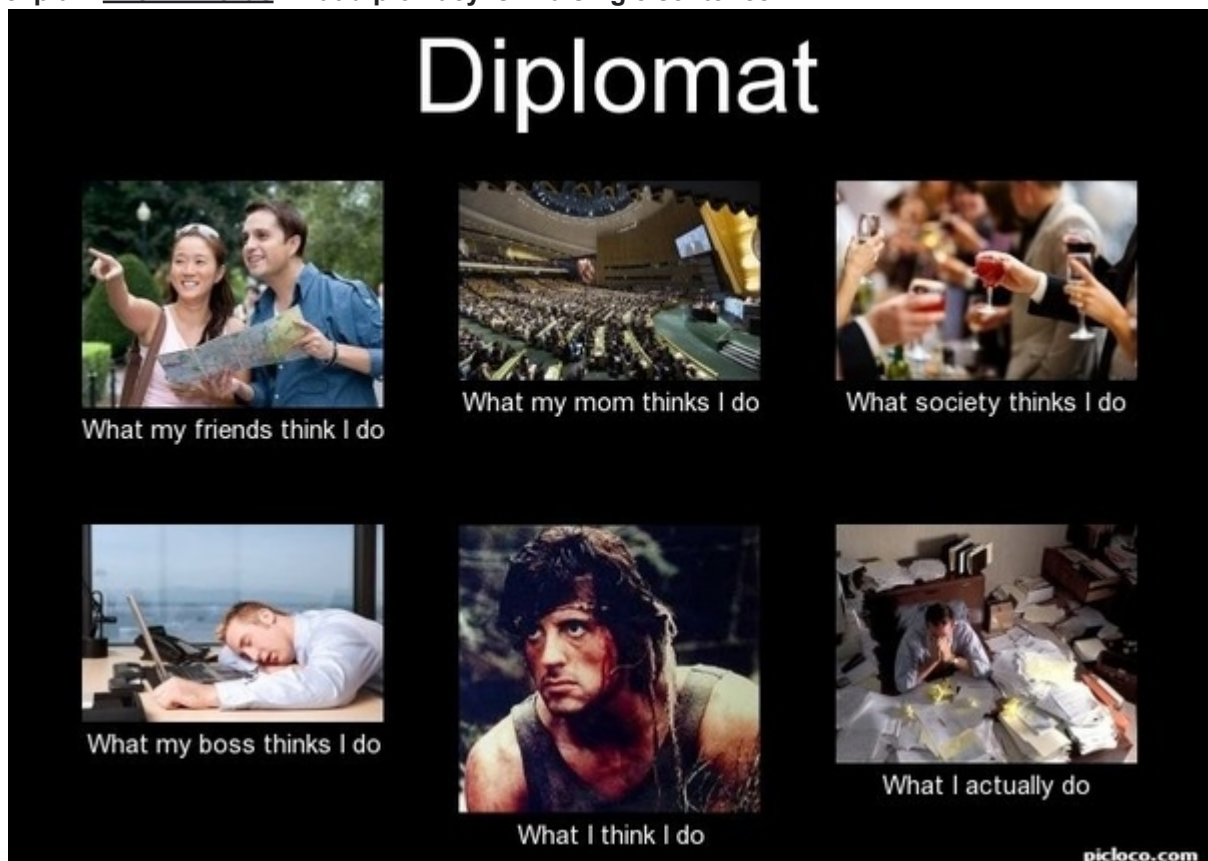 Diplomat
What my friends think I do
What my mom thinks I do
What society thinks I do
What my boss thinks I do
What I think I do
What I actually do
picloco.com